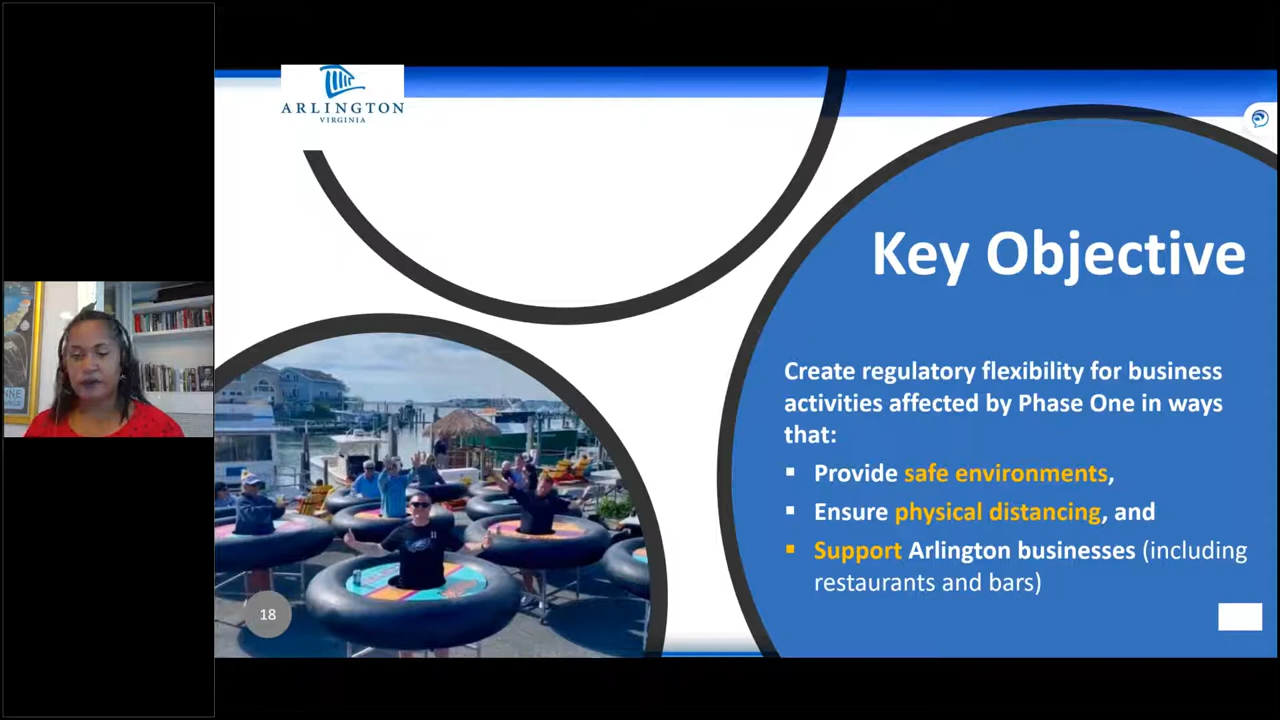 ARLINGTON
VIRGINIA
Key Objective
Create regulatory flexibility for business
activities affected by Phase One in ways
that:
▪ Provide safe environments,
▪ Ensure physical distancing, and
▪ Support Arlington businesses (including
restaurants and bars)
18